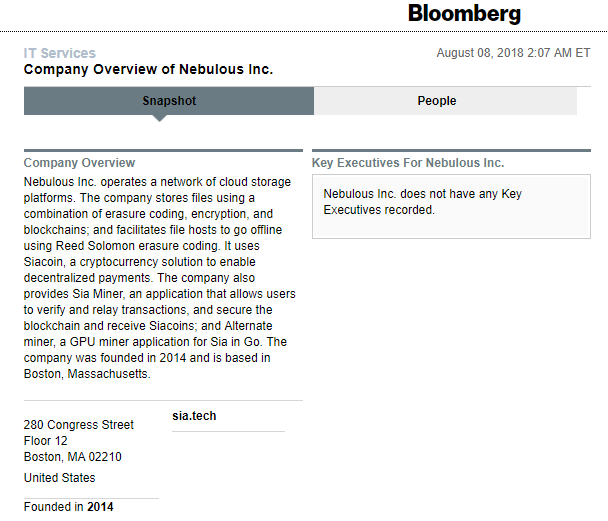 Bloomberg
IT Services
August 08, 2018 2:07 AM ET
Company Overview of Nebulous Inc.
Snapshot
People
Company Overview
Nebulous Inc. operates a network of cloud storage
platforms. The company stores files using a
combination of erasure coding, encryption, and
blockchains; and facilitates file hosts to go offline
using Reed Solomon erasure coding. It uses
Siacoin, a cryptocurrency solution to enable
decentralized payments. The company also
provides Sia Miner, an application that allows users
to verify and relay transactions, and secure the
blockchain and receive Siacoins; and Alternate
miner, a GPU miner application for Sia in Go. The
company was founded in 2014 and is based in
Boston, Massachusetts.
Key Executives For Nebulous Inc.
Nebulous Inc. does not have any Key
Executives recorded.
280 Congress Street
Floor 12
Boston, MA 02210
United States
sia.tech
Founded in 2014